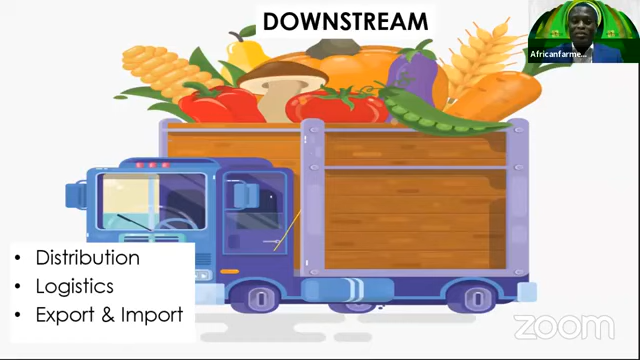 DOWNSTREAM
Africanfarme...
• Distribution
• Logistics
• Export & Import
zoom